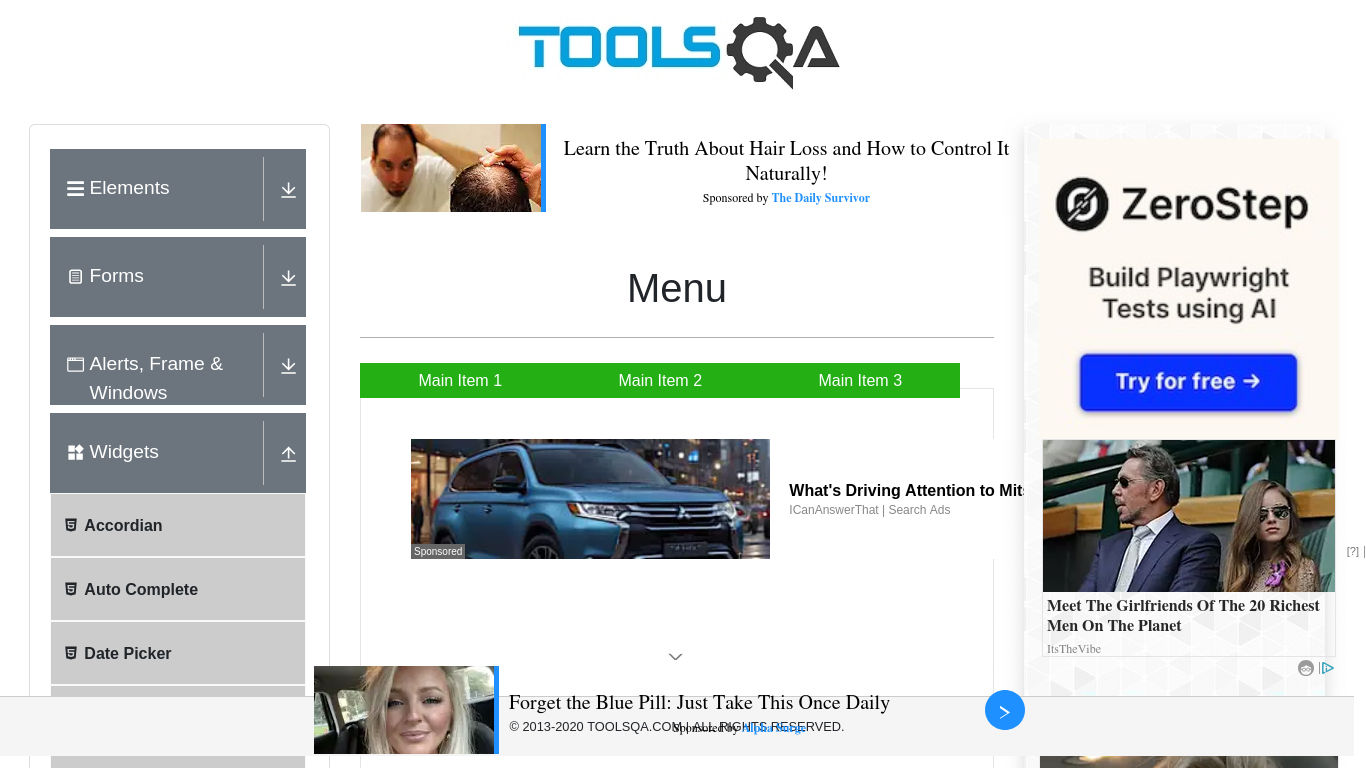 TOOLSQA
Elements
Forms
Alerts, Frame &
Windows
Widgets
Accordian
Auto Complete
Date Picker
Learn the Truth About Hair Loss and How to Control It
Naturally!
Sponsored by The Daily Survivor
Menu
Main Item 1
Main Item 2
Main Item 3
Sponsored
What's Driving Attention to Mits
ICanAnswerThat | Search Ads
ZeroStep
Build Playwright
Tests using AI
Try for free →
Meet The Girlfriends Of The 20 Richest
Men On The Planet
ItsTheVibe
[?]
Forget the Blue Pill: Just Take This Once Daily
© 2013-2020 TOOLSQA.COM | ALL RIGHTS RESERVED.
Sponsored by Alpha Surge